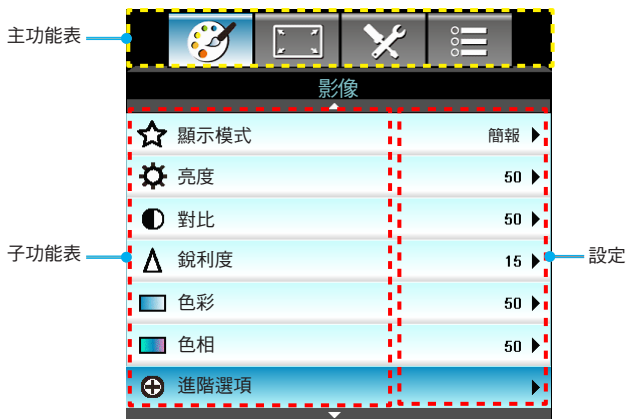 主功能表
影像
顯示模式 簡報
亮度 50
對比 50
子功能表
銳利度 15
設定
色彩 50
色相 50
進階選項